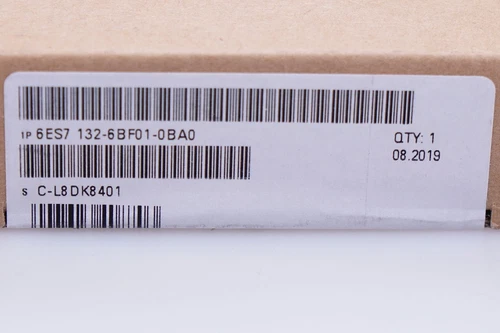 1P 6ES7 132-6BF01-0BA0
QTY: 1
08.2019
S C-L8DK8401